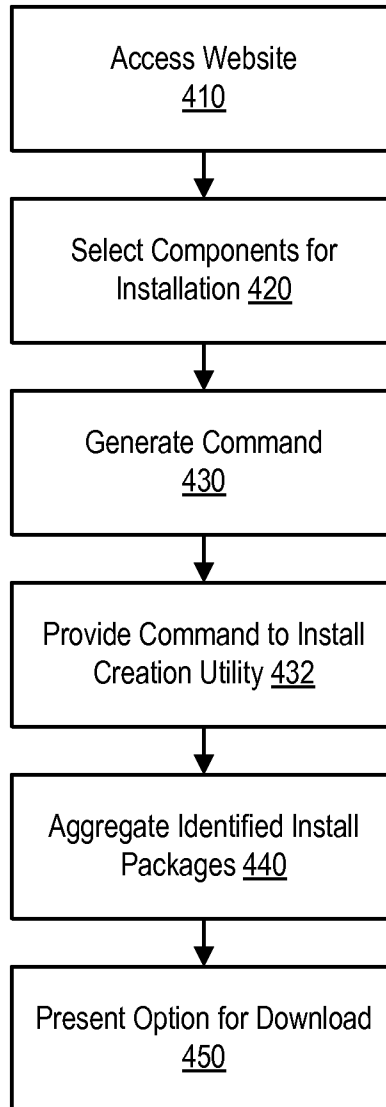 Access Website
410
Select Components for
Installation 420
Generate Command
430
Provide Command to Install
Creation Utility 432
Aggregate Identified Install
Packages 440
Present Option for Download
450